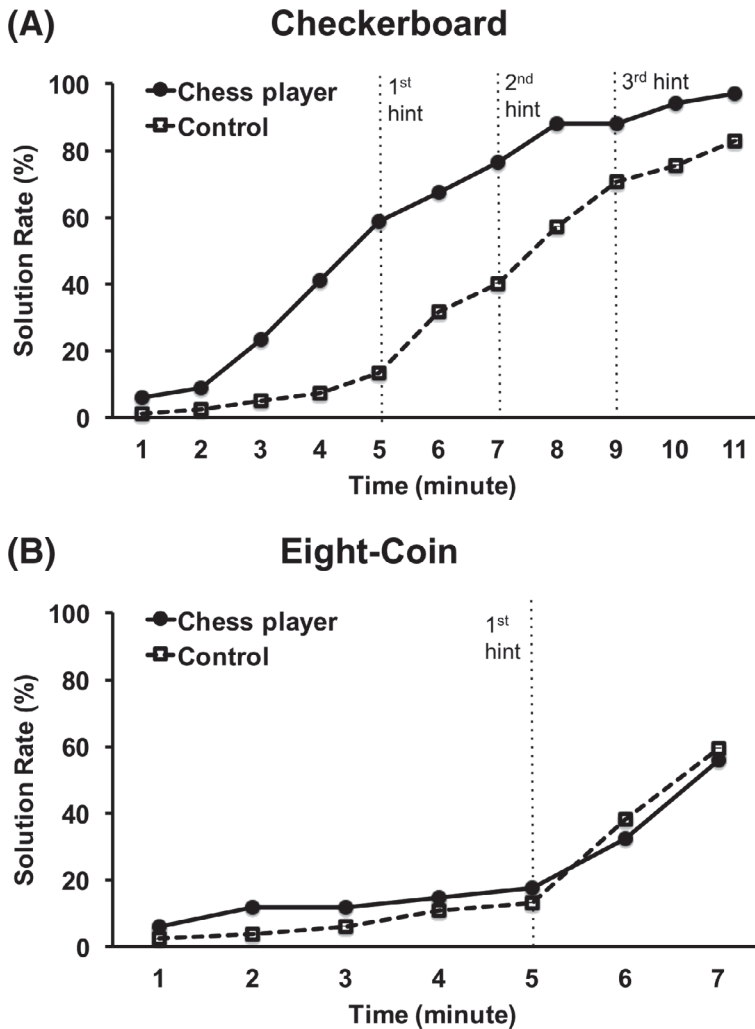 (A) Checkerboard
100
80
60
40
20
0
Solution Rate (%)
Chess player
Control
1st
hint
2nd
hint
3rd hint
1 2 3 4 5 6 7 8 9 10 11
Time (minute)
(B) Eight-Coin
100
80
60
40
20
0
Solution Rate (%)
Chess player
Control
1st
hint
1 2 3 4 5 6 7
Time (minute)